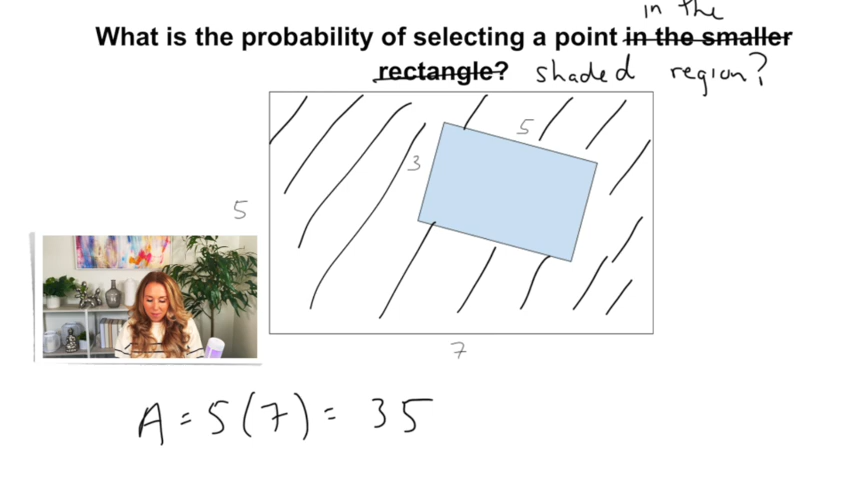 in the
What is the probability of selecting a point in the smaller
rectangle? shaded region?
5
3
5
7
A = 5(7) = 35